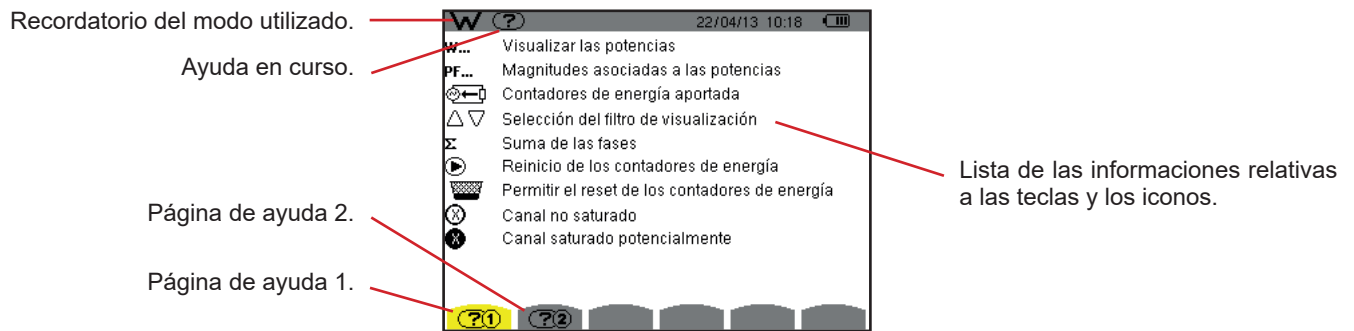 Recordatorio del modo utilizado.
Ayuda en curso.
Página de ayuda 2.
Página de ayuda 1.
W ? 22/04/13 10:18
W... Visualizar las potencias
PF... Magnitudes asociadas a las potencias
Contadores de energía aportada
Selección del filtro de visualización
Σ Suma de las fases
Reinicio de los contadores de energía
Permitir el reset de los contadores de energía
X Canal no saturado
X Canal saturado potencialmente
?1 ?2
Lista de las informaciones relativas
a las teclas y los iconos.